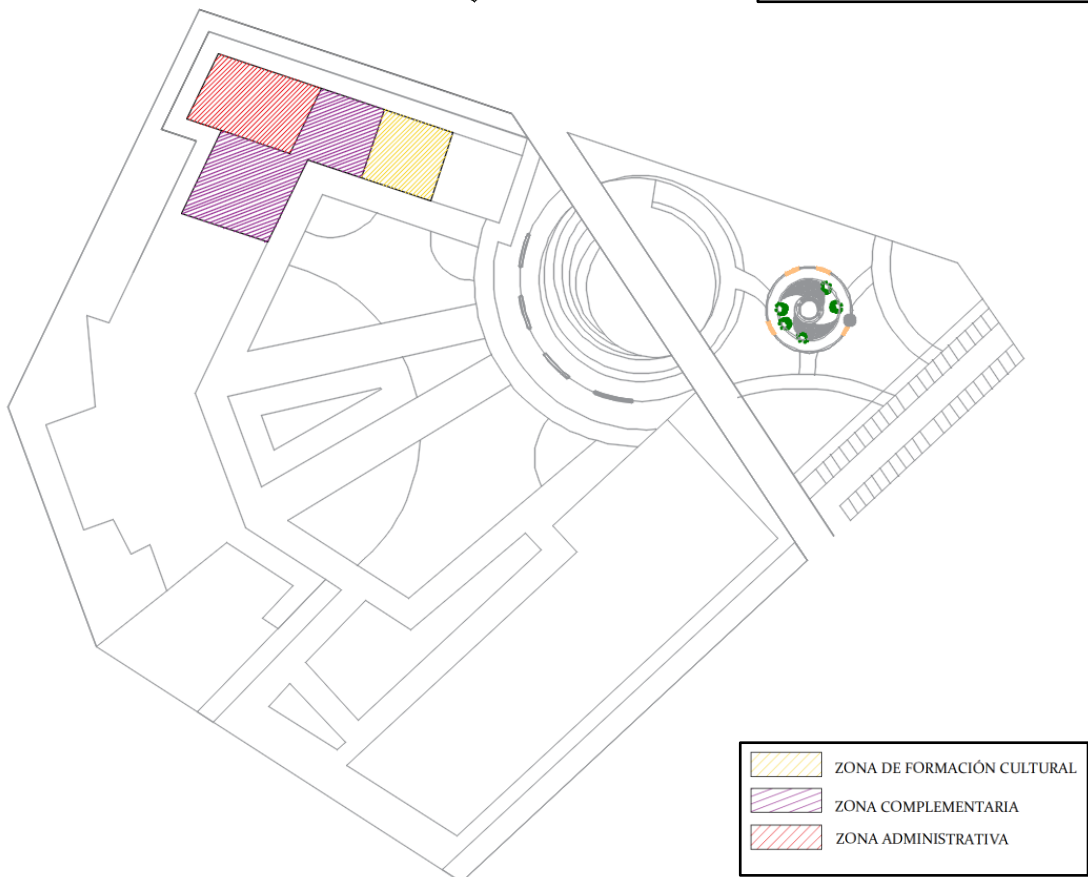 ZONA DE FORMACIÓN CULTURAL
ZONA COMPLEMENTARIA
ZONA ADMINISTRATIVA